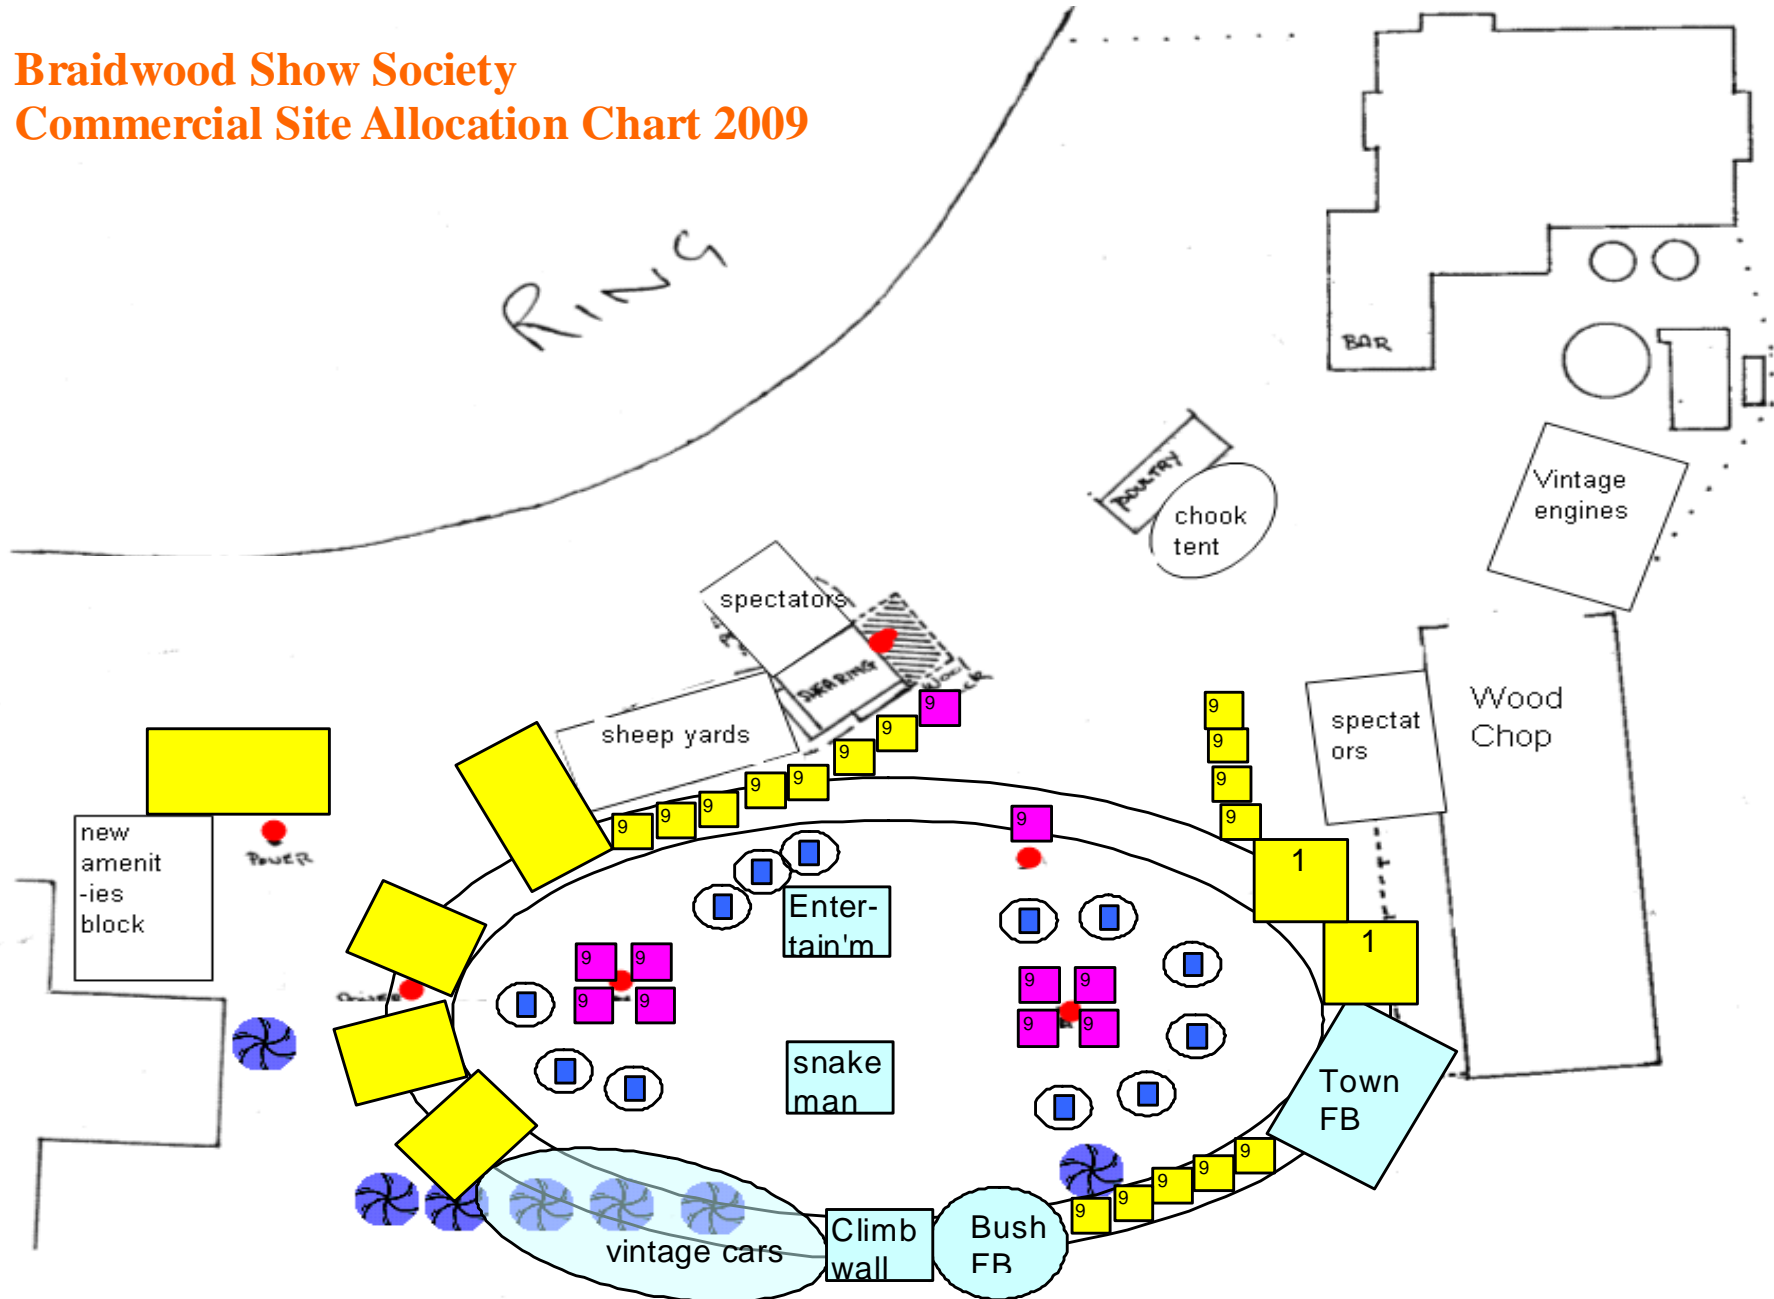 Braidwood Show Society
Commercial Site Allocation Chart 2009
RING
BAR
POULTRY
chook
tent
Vintage
engines
spectators
SHEARING
sheep yards
9
9
9
9
9
9
9
9
9
9
9
9
9
spectat
ors
Wood
Chop
new
amenit
-ies
block
POWER
1
1
Enter-
tain'm
9 9
9 9
9 9
9 9
POWER
snake
man
Town
FB
9
9
9
9
9
vintage cars
Climb
wall
Bush
FB